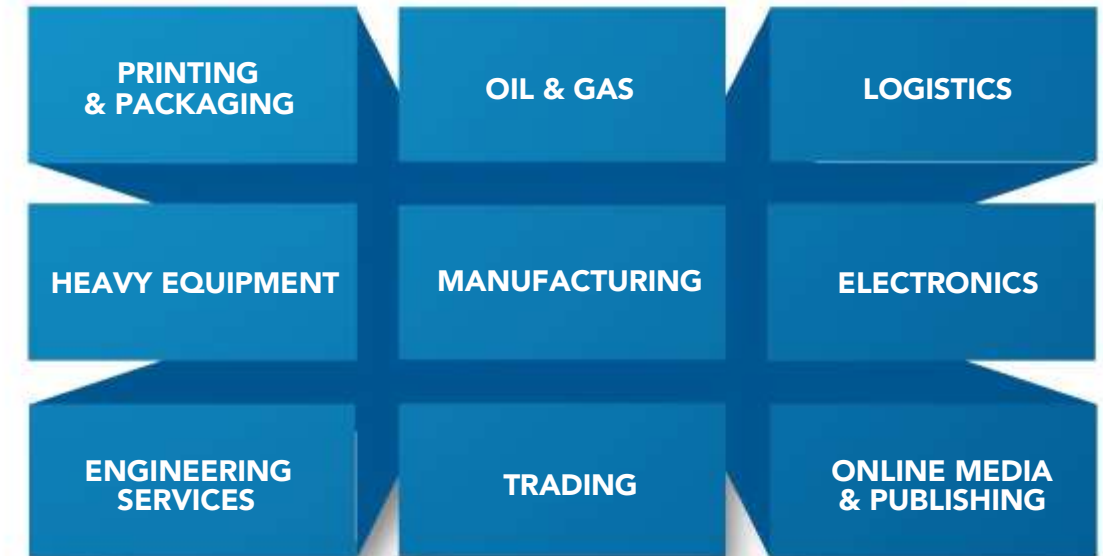 PRINTING
& PACKAGING
OIL & GAS
LOGISTICS
HEAVY EQUIPMENT
MANUFACTURING
ELECTRONICS
ENGINEERING
SERVICES
TRADING
ONLINE MEDIA
& PUBLISHING